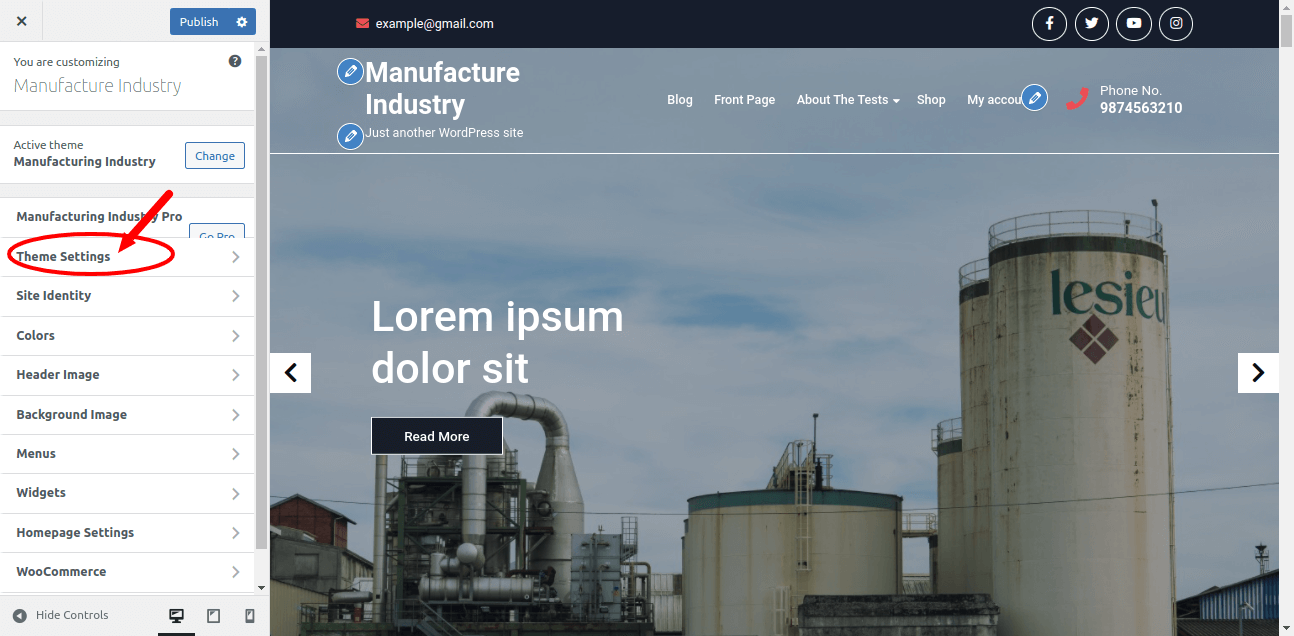 Publish
You are customizing
Manufacture Industry
Active theme
Manufacturing Industry
Change
Manufacturing Industry Pro
Go Pro
Theme Settings
Site Identity
Colors
Header Image
Background Image
Menus
Widgets
Homepage Settings
WooCommerce
Hide Controls
example@gmail.com
Manufacture
Industry
Just another WordPress site
Blog Front Page About The Tests Shop My accou
Phone No.
9874563210
Lorem ipsum
dolor sit
Read More
lesieu